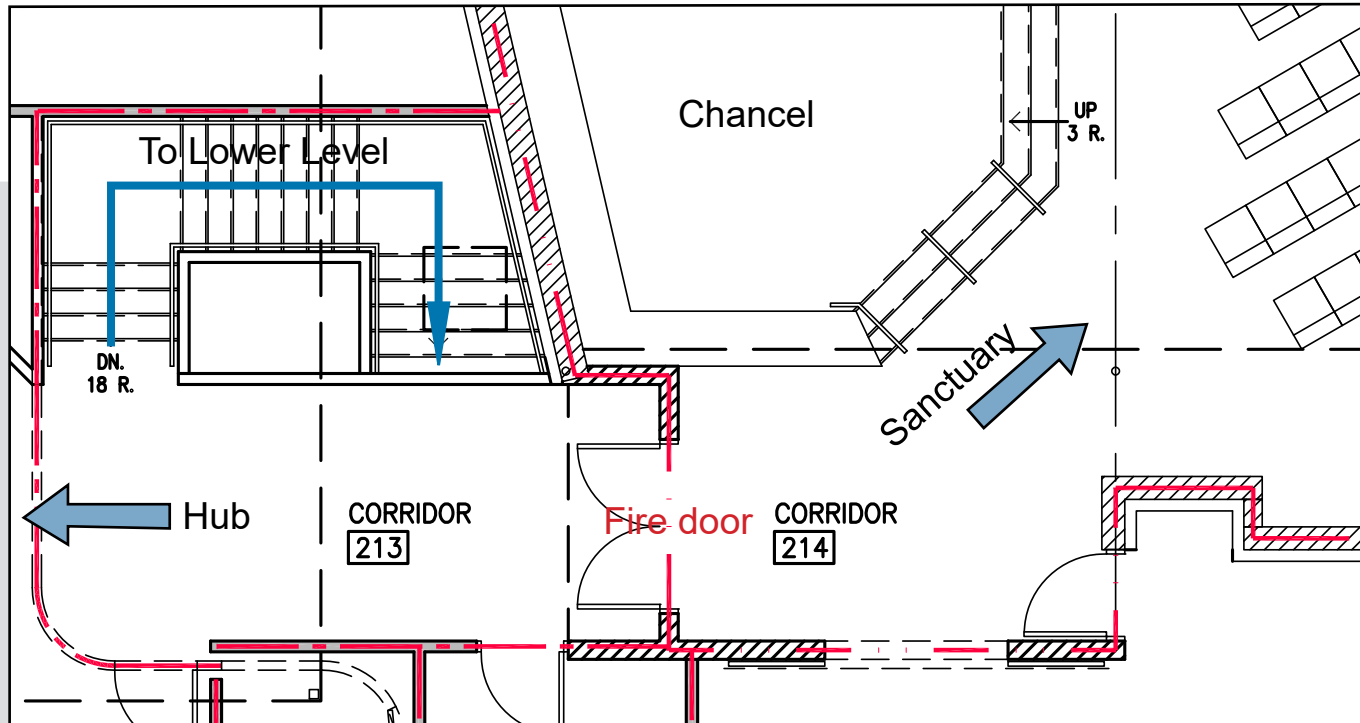 Chancel
UP
3 R.
To Lower Level
DN.
18 R.
Sanctuary
Hub
CORRIDOR
213
Fire door
CORRIDOR
214